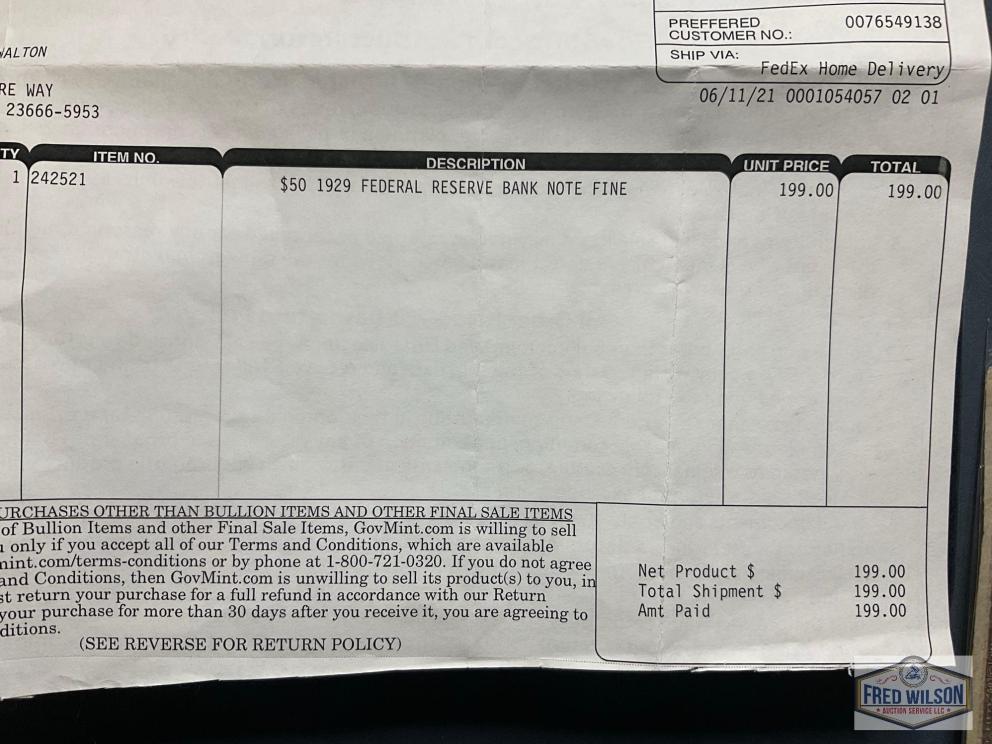 PREFFERED
CUSTOMER NO.: 0076549138
SHIP VIA:
FedEx Home Delivery
WALTON
RE WAY
23666-5953
06/11/21 0001054057 02 01
TY ITEM NO. DESCRIPTION UNIT PRICE TOTAL
1 242521 $50 1929 FEDERAL RESERVE BANK NOTE FINE 199.00 199.00
URCHASES OTHER THAN BULLION ITEMS AND OTHER FINAL SALE ITEMS
of Bullion Items and other Final Sale Items, GovMint.com is willing to sell
only if you accept all of our Terms and Conditions, which are available
mint.com/terms-conditions or by phone at 1-800-721-0320. If you do not agree
and Conditions, then GovMint.com is unwilling to sell its product(s) to you, in
st return your purchase for a full refund in accordance with our Return
your purchase for more than 30 days after you receive it, you are agreeing to
ditions.
(SEE REVERSE FOR RETURN POLICY)
Net Product $ 199.00
Total Shipment $ 199.00
Amt Paid 199.00
FRED WILSON
AUCTION SERVICE LLC